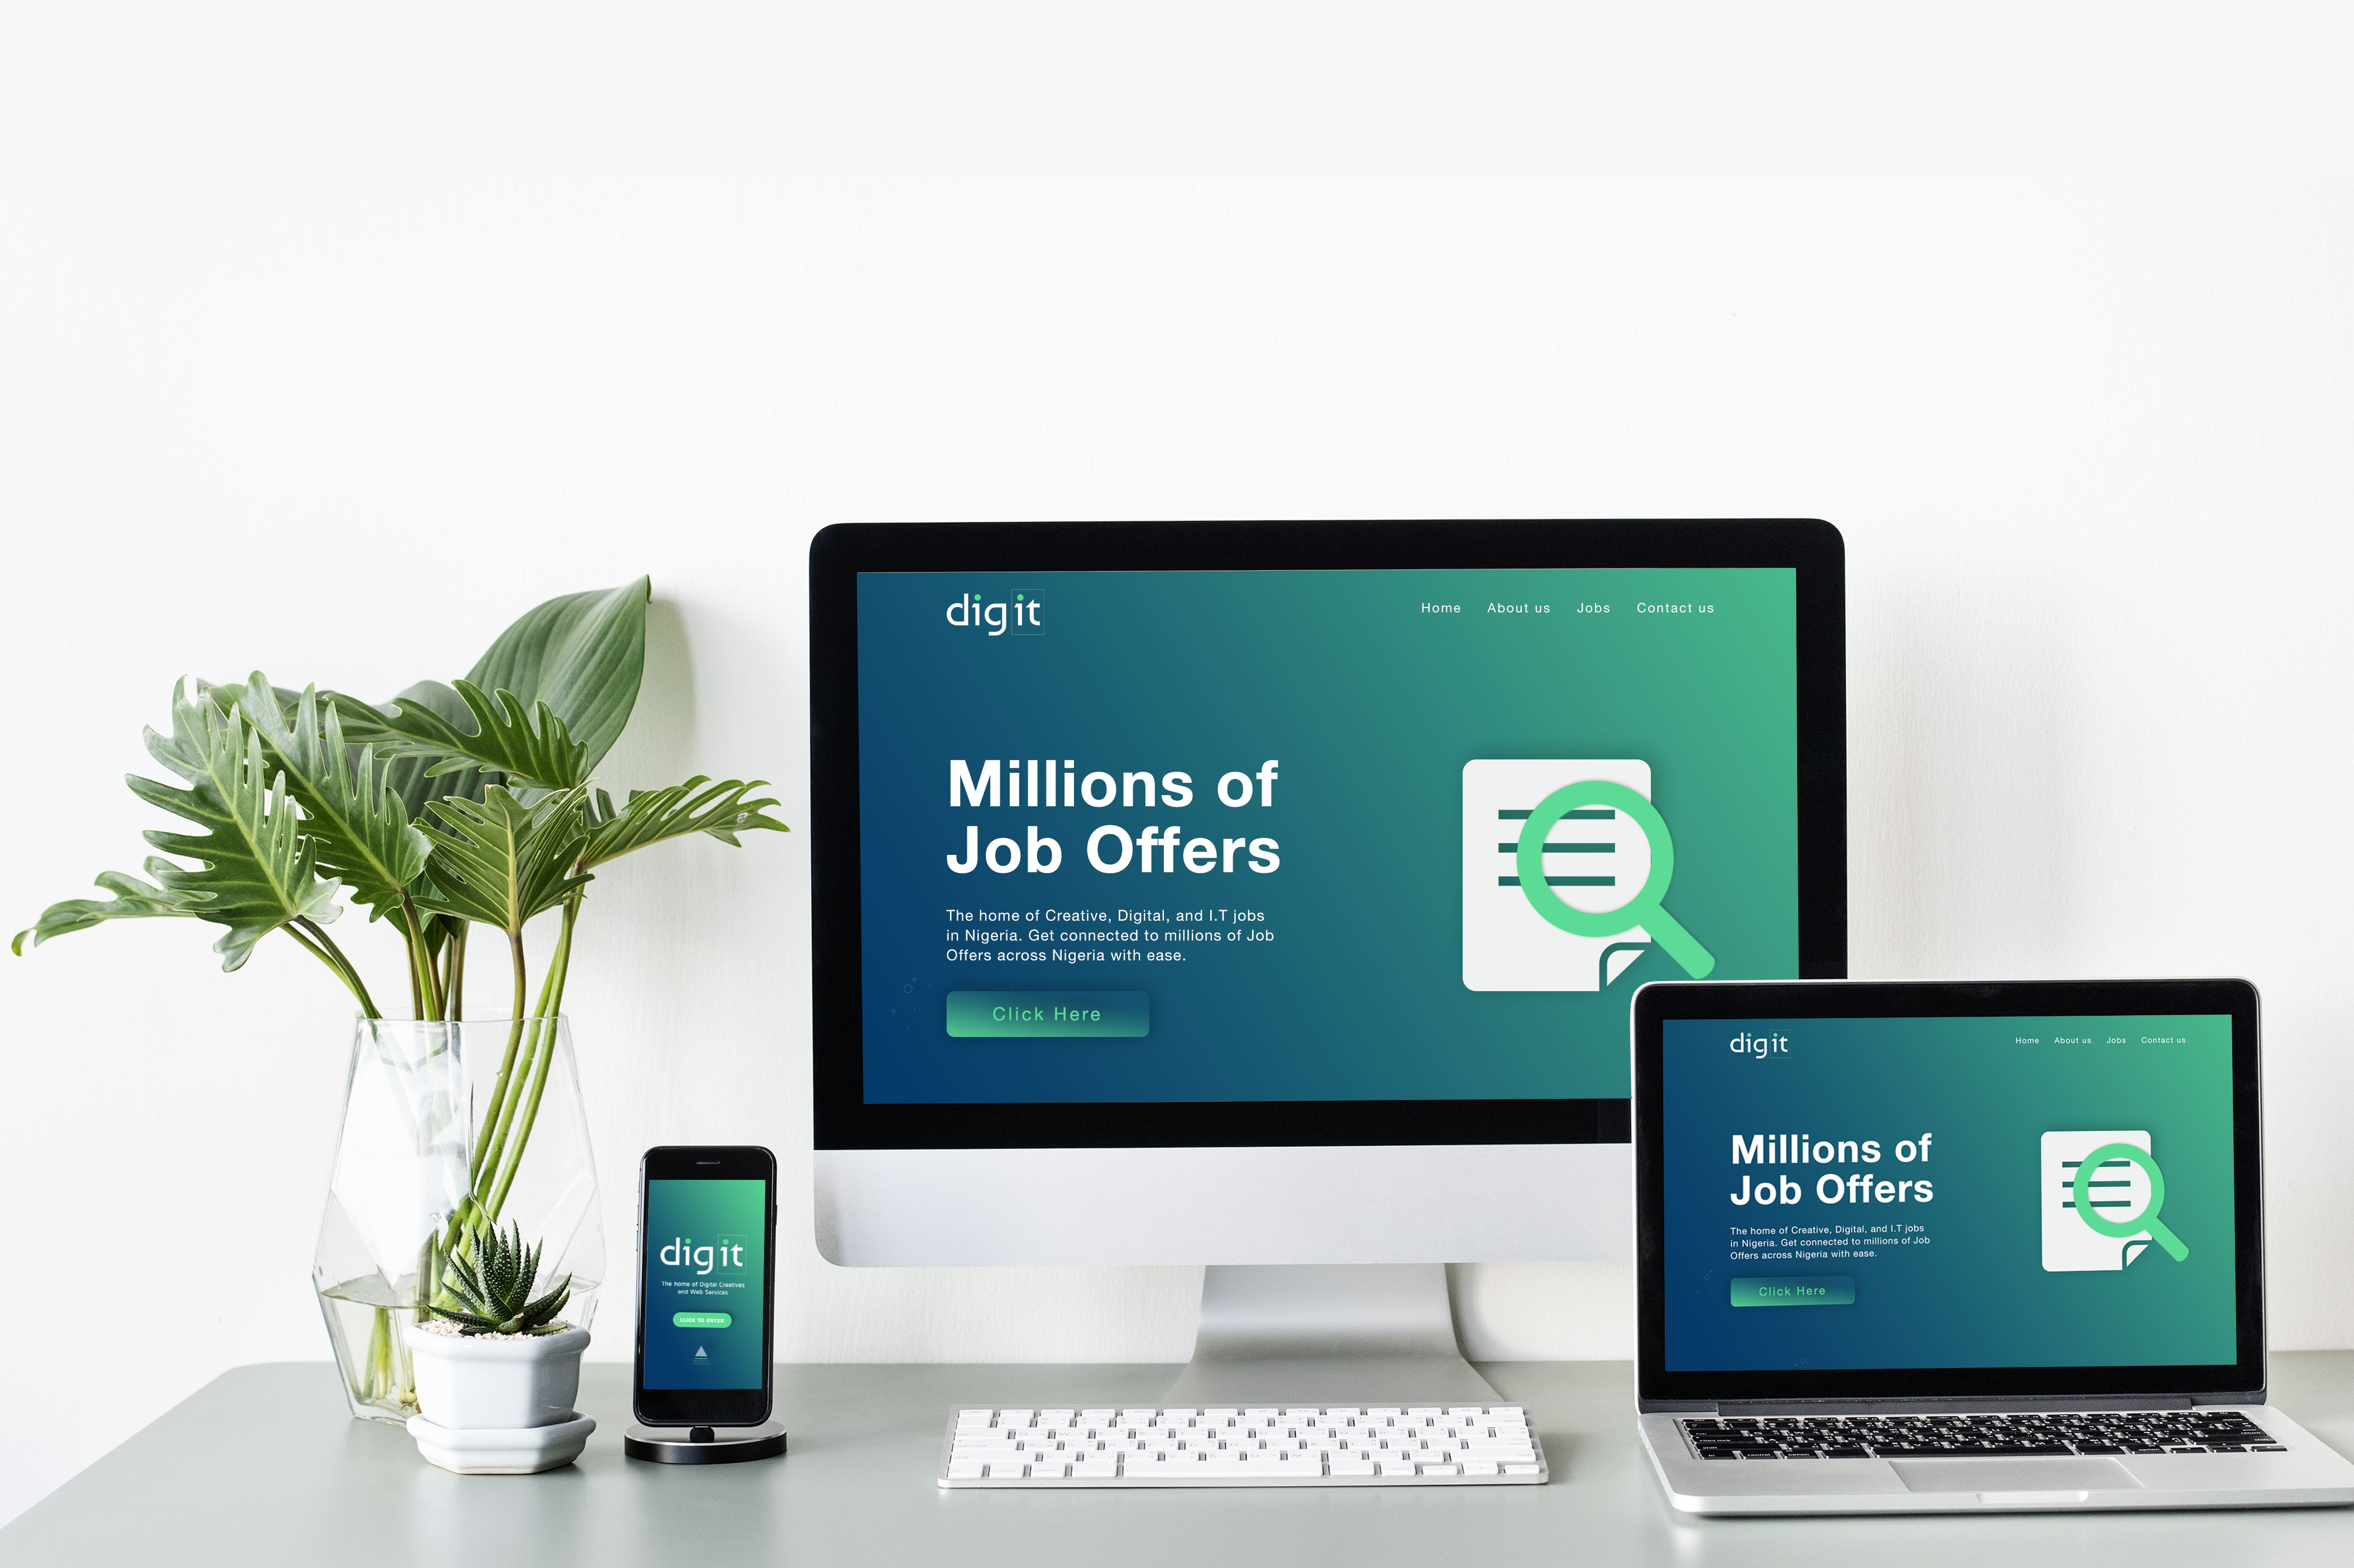 digit
Home About us Jobs Contact us
Millions of
Job Offers
The home of Creative, Digital, and I.T jobs
in Nigeria. Get connected to millions of Job
Offers across Nigeria with ease.
Click Here
digit
The home of Digital Creatives
and Web Services
CLICK TO ENTER
digit
Home About us Jobs Contact us
Millions of
Job Offers
The home of Creative, Digital, and I.T jobs
in Nigeria. Get connected to millions of Job
Offers across Nigeria with ease.
Click Here